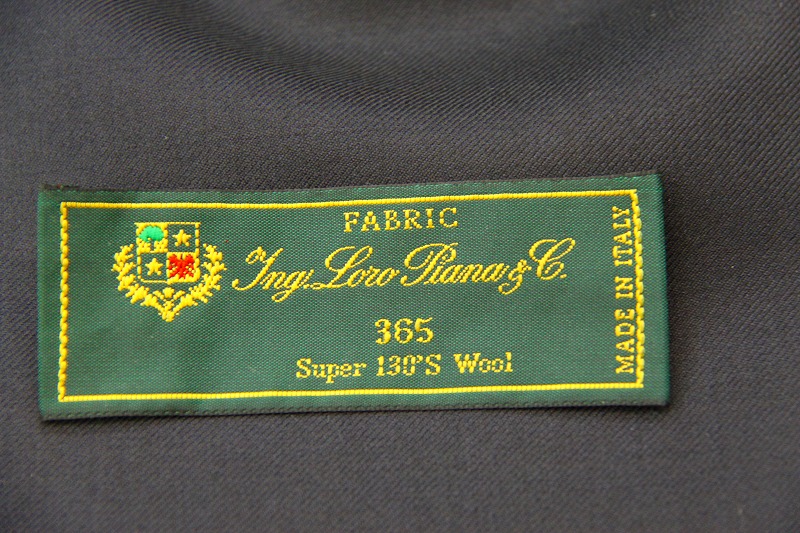 FABRIC
Ing. Loro Piana & C.
365
Super 130'S Wool
MADE IN ITALY